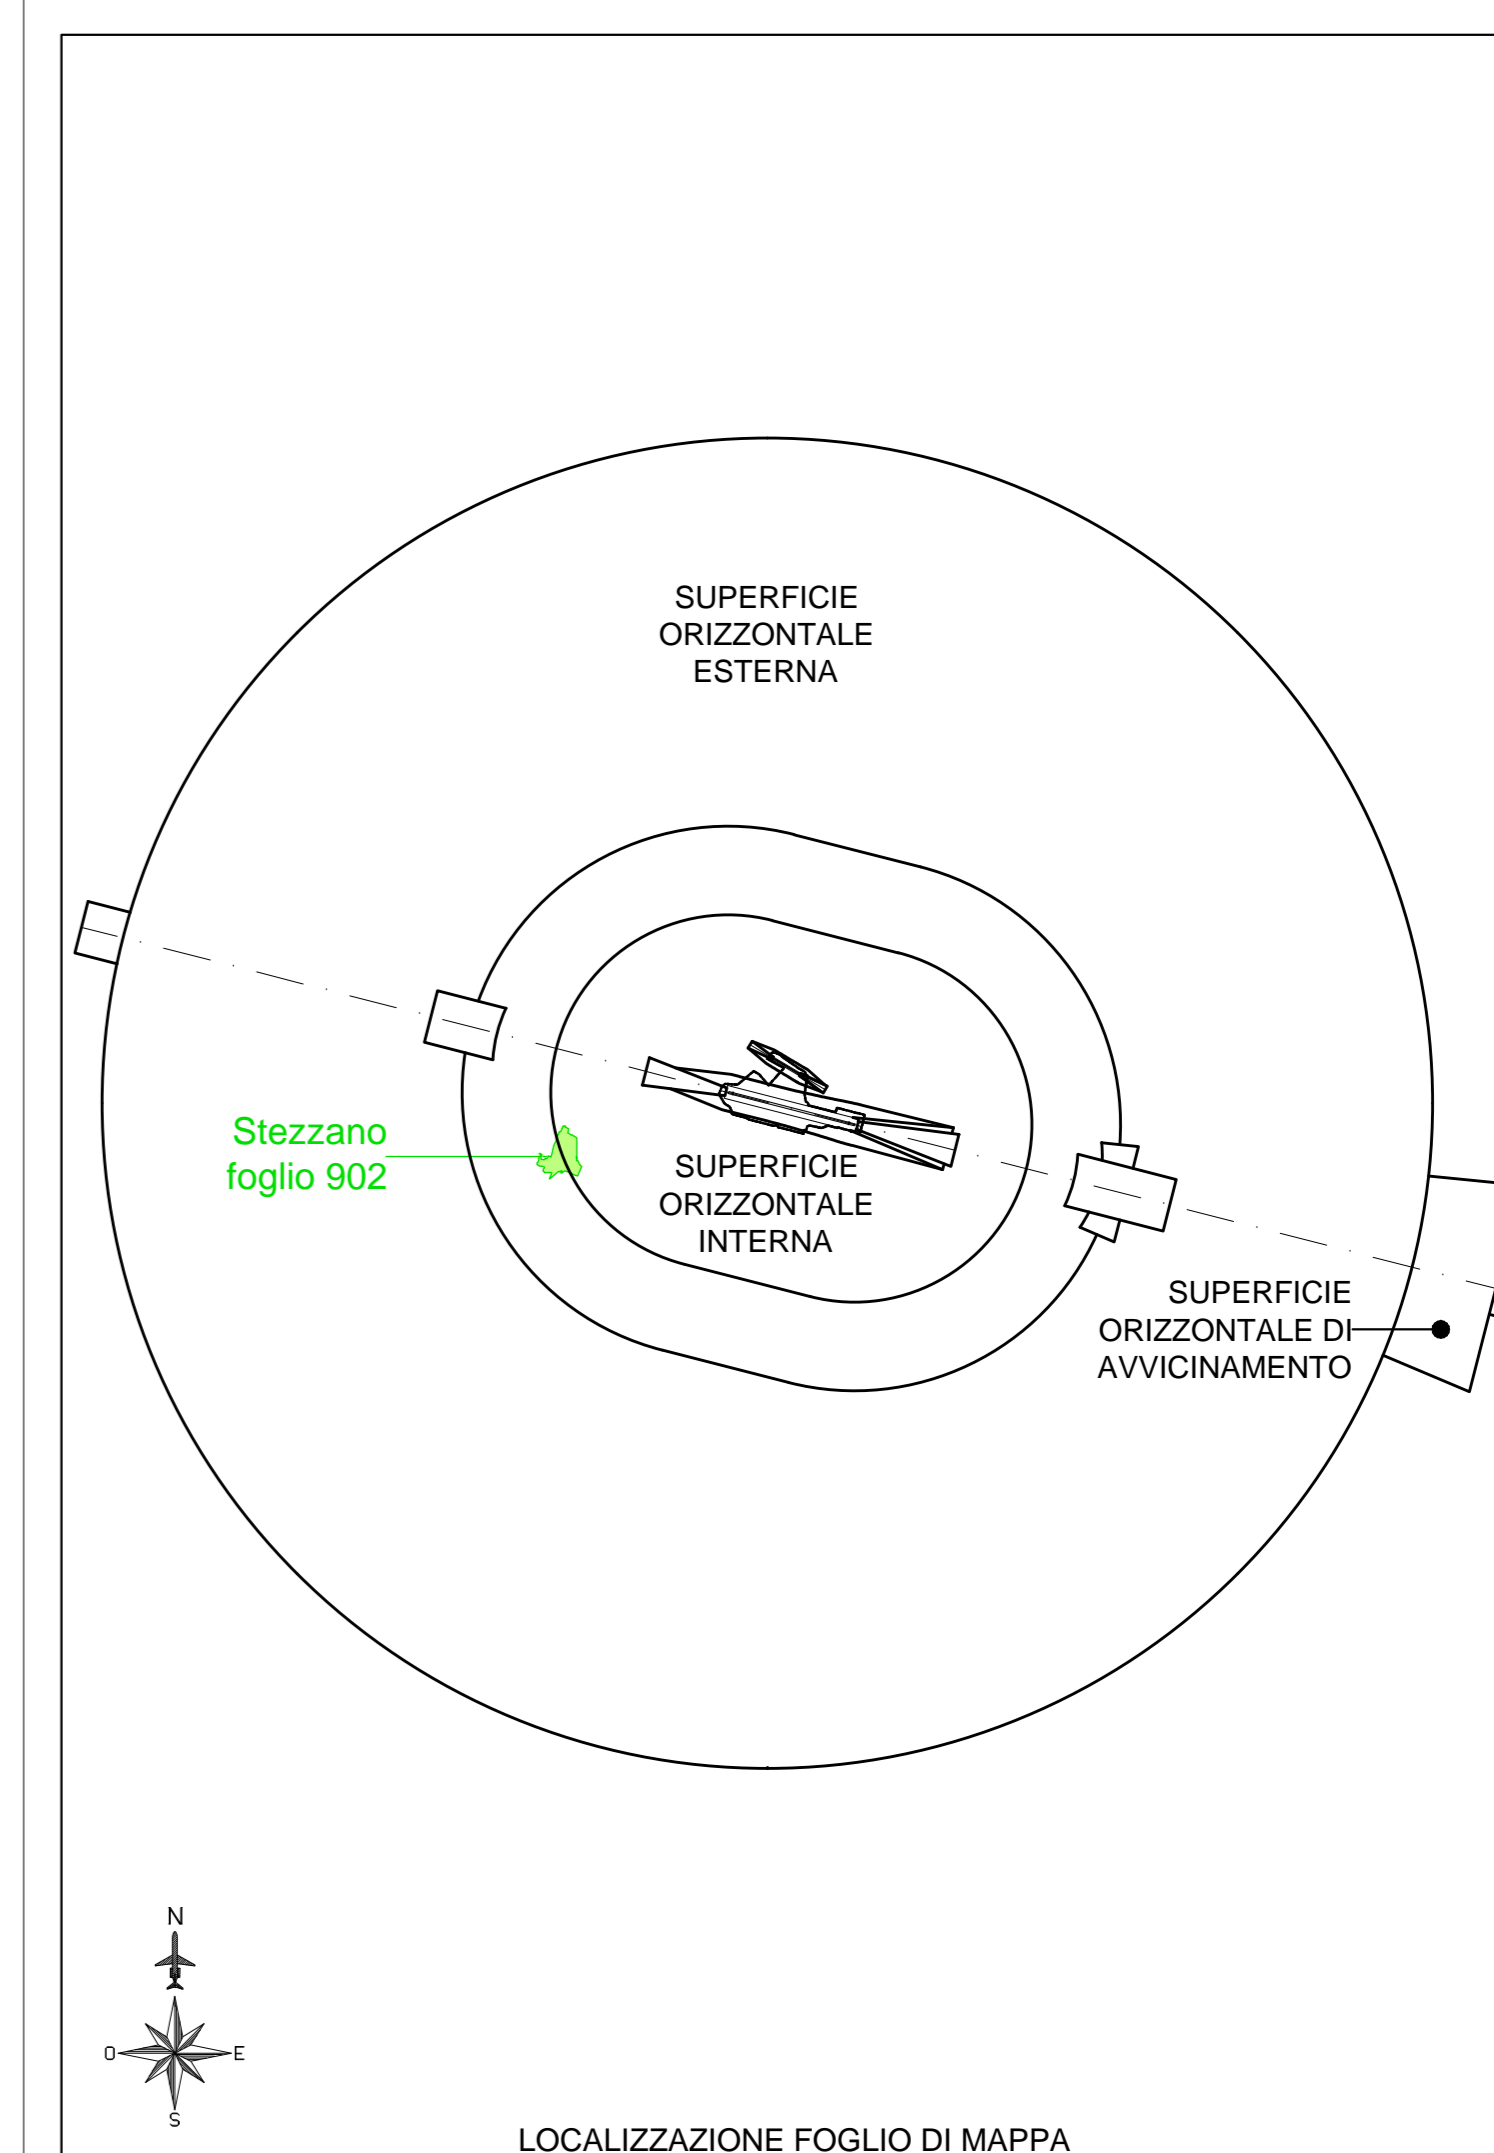 SUPERFICIE
ORIZZONTALE
ESTERNA
Stezzano
foglio 902
SUPERFICIE
ORIZZONTALE
INTERNA
SUPERFICIE
ORIZZONTALE DI
AVVICINAMENTO
N
O
E
S
LOCALIZZAZIONE FOGLIO DI MAPPA